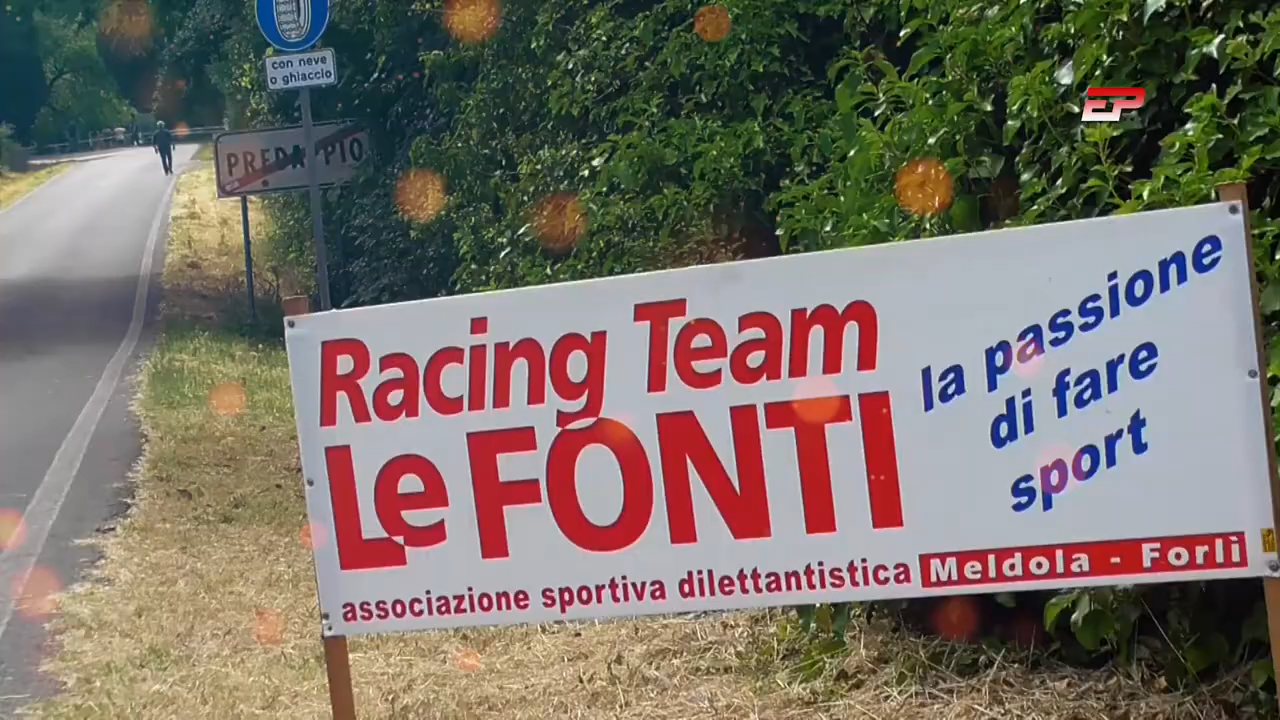 con neve
o ghiaccio
PREDAPPIO
EP
Racing Team
Le FONTI
la passione
di fare
sport
associazione sportiva dilettantistica Meldola - Forlì